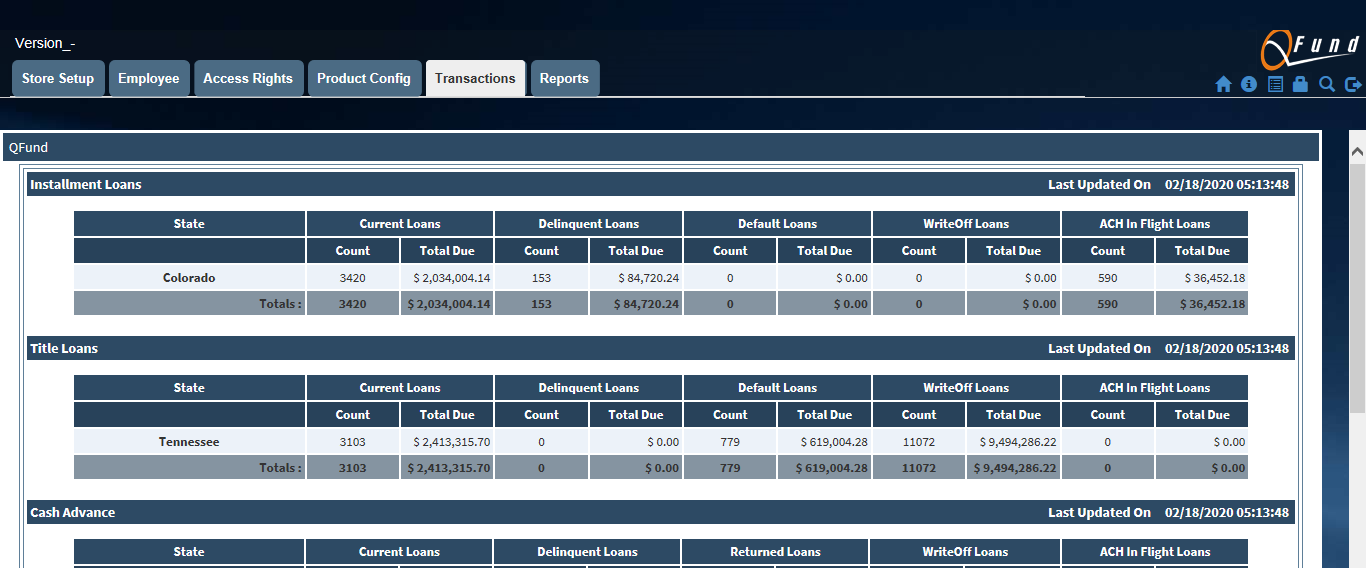 Version_-
QFund
Store Setup Employee Access Rights Product Config Transactions Reports
QFund
Installment Loans Last Updated On 02/18/2020 05:13:48
State Current Loans Delinquent Loans Default Loans WriteOff Loans ACH In Flight Loans
Count Total Due Count Total Due Count Total Due Count Total Due Count Total Due
Colorado 3420 $ 2,034,004.14 153 $ 84,720.24 0 $ 0.00 0 $ 0.00 590 $ 36,452.18
Totals : 3420 $ 2,034,004.14 153 $ 84,720.24 0 $ 0.00 0 $ 0.00 590 $ 36,452.18
Title Loans Last Updated On 02/18/2020 05:13:48
State Current Loans Delinquent Loans Default Loans WriteOff Loans ACH In Flight Loans
Count Total Due Count Total Due Count Total Due Count Total Due Count Total Due
Tennessee 3103 $ 2,413,315.70 0 $ 0.00 779 $ 619,004.28 11072 $ 9,494,286.22 0 $ 0.00
Totals : 3103 $ 2,413,315.70 0 $ 0.00 779 $ 619,004.28 11072 $ 9,494,286.22 0 $ 0.00
Cash Advance Last Updated On 02/18/2020 05:13:48
State Current Loans Delinquent Loans Returned Loans WriteOff Loans ACH In Flight Loans